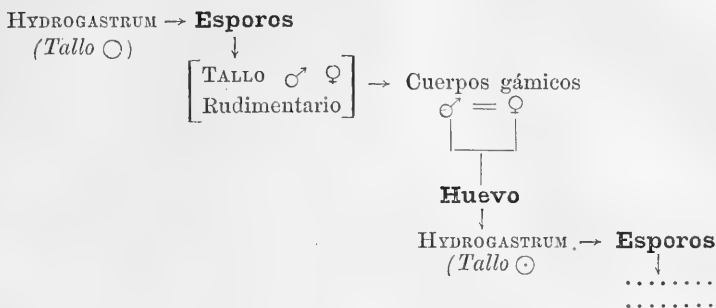 HYDROGASTRUM → Esporos
(Tallo ○)
↓
TALLO ♂ ♀ → Cuerpos gámicos
Rudimentario
♂ = ♀
Huevo
↓
HYDROGASTRUM. → Esporos
(Tallo ⊙
↓
........
........